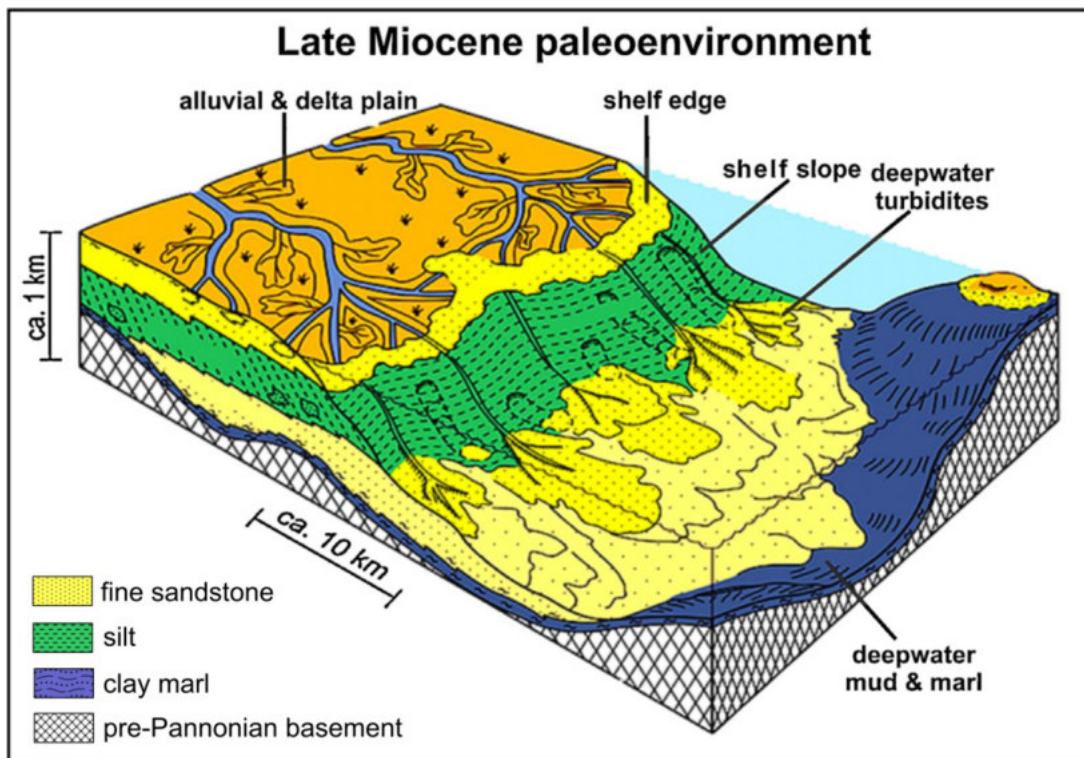 Late Miocene paleoenvironment
alluvial & delta plain
shelf edge
shelf slope
deepwater
turbidites
ca. 1 km
ca. 10 km
fine sandstone
silt
clay marl
pre-Pannonian basement
deepwater
mud & marl